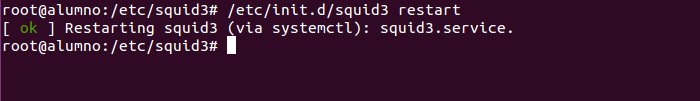 root@alumno:/etc/squid3# /etc/init.d/squid3 restart
[ ok ] Restarting squid3 (via systemctl): squid3.service.
root@alumno:/etc/squid3#